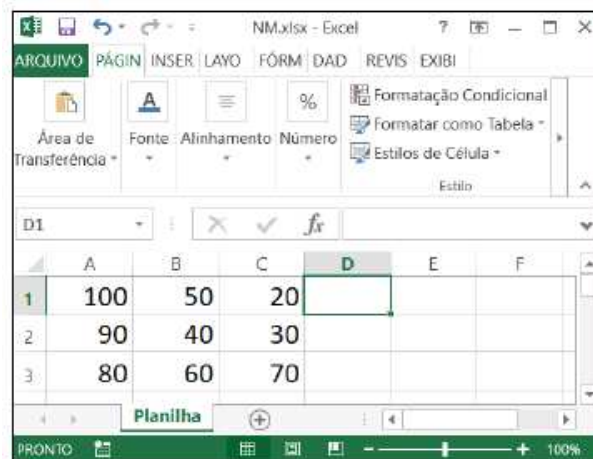 NM.xlsx - Excel ?
ARQUIVO PÁGIN INSER LAYO FÓRM DAD REVIS EXIBI
Área de Transferência
Fonte
Alinhamento
% Número
Formatação Condicional
Formatar como Tabela
Estilos de Célula
Estilo
D1 fx
A B C D E F
1 100 50 20
2 90 40 30
3 80 60 70
Planilha
PRONTO 100%